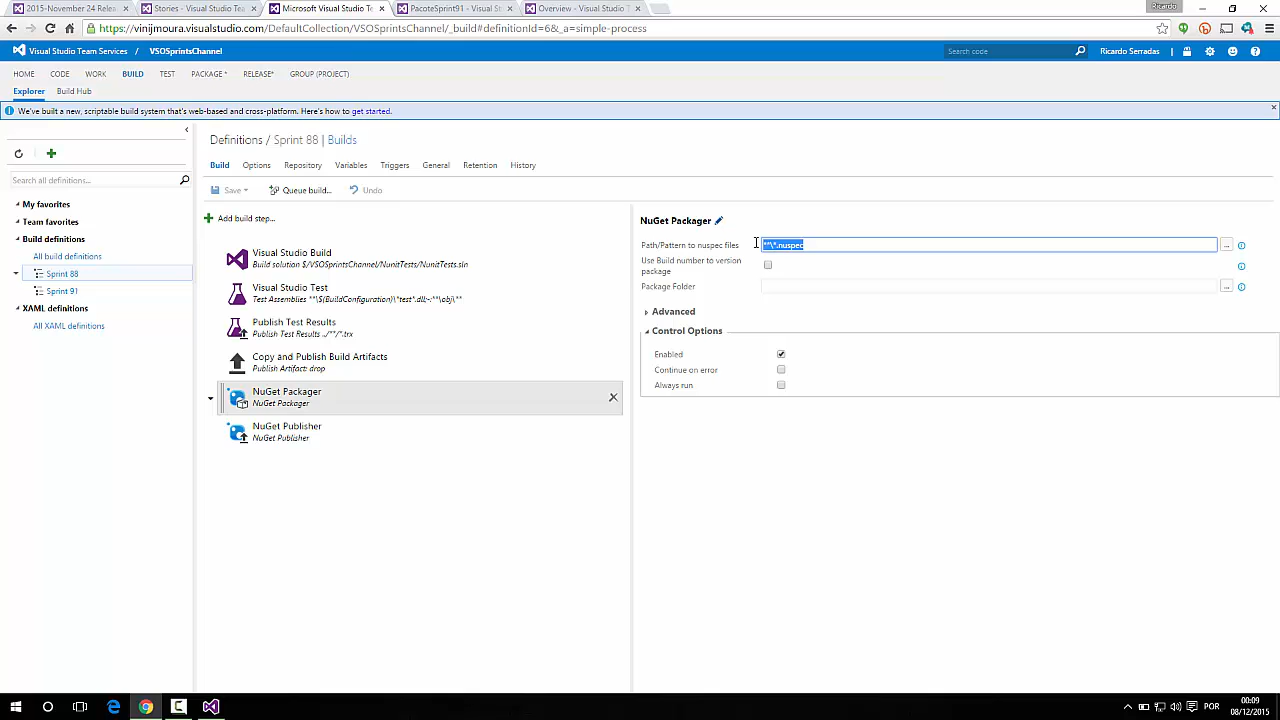 2015-November 24 Relea
Stories - Visual Studio Tea
Microsoft Visual Studio Te
PacoteSprint91 - Visual St
Overview - Visual Studio T
Ricardo
https://vinijmoura.visualstudio.com/DefaultCollection/VSOSprintsChannel/_build#definitionId=6&_a=simple-process
Visual Studio Team Services / VSOSprintsChannel
Search code
Ricardo Serradas
HOME CODE WORK BUILD TEST PACKAGE* RELEASE* GROUP (PROJECT)
Explorer Build Hub
We've built a new, scriptable build system that's web-based and cross-platform. Here's how to get started.
Definitions / Sprint 88 | Builds
Build Options Repository Variables Triggers General Retention History
Search all definitions...
Save Queue build... Undo
My favorites
Team favorites
Build definitions
All build definitions
Sprint 88
Sprint 91
XAML definitions
All XAML definitions
Add build step...
Visual Studio Build
Build solution $/VSOSprintsChannel/NunitTests/NunitTests.sln
Visual Studio Test
Test Assemblies **\$(BuildConfiguration)\*test*.dll;-:**\obj\**
Publish Test Results
Publish Test Results ../**/*.trx
Copy and Publish Build Artifacts
Publish Artifact: drop
NuGet Packager
NuGet Packager
NuGet Publisher
NuGet Publisher
NuGet Packager
Path/Pattern to nuspec files
**\*.nuspec
...
Use Build number to version
package
Package Folder
...
Advanced
Control Options
Enabled
Continue on error
Always run
POR
00:09
08/12/2015